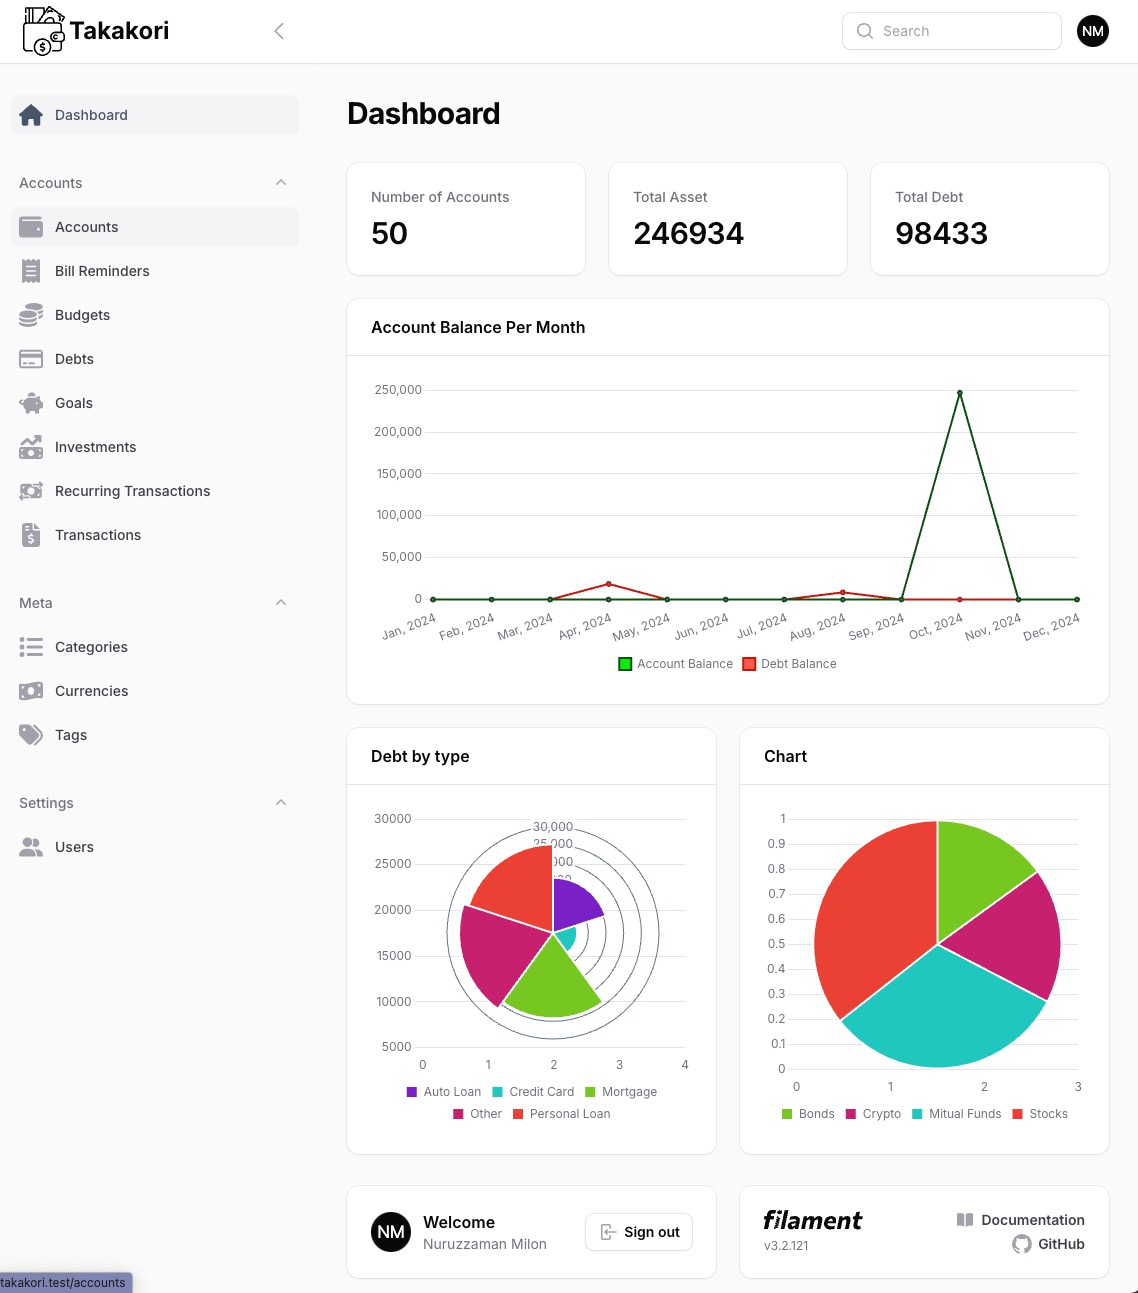 Takakori
Search
NM
Dashboard
Accounts
Accounts
Bill Reminders
Budgets
Debts
Goals
Investments
Recurring Transactions
Transactions
Meta
Categories
Currencies
Tags
Settings
Users
Dashboard
Number of Accounts
50
Total Asset
246934
Total Debt
98433
Account Balance Per Month
250,000
200,000
150,000
100,000
50,000
0
Jan, 2024 Feb, 2024 Mar, 2024 Apr, 2024 May, 2024 Jun, 2024 Jul, 2024 Aug, 2024 Sep, 2024 Oct, 2024 Nov, 2024 Dec, 2024
Account Balance Debt Balance
Debt by type
30000
25000
20000
15000
10000
5000
30,000
0 1 2 3 4
Auto Loan Credit Card Mortgage
Other Personal Loan
Chart
1
0.9
0.8
0.7
0.6
0.5
0.4
0.3
0.2
0.1
0
0 1 2 3
Bonds Crypto Mitual Funds Stocks
NM
Welcome
Nuruzzaman Milon
Sign out
filament
v3.2.121
Documentation
GitHub
takakori.test/accounts